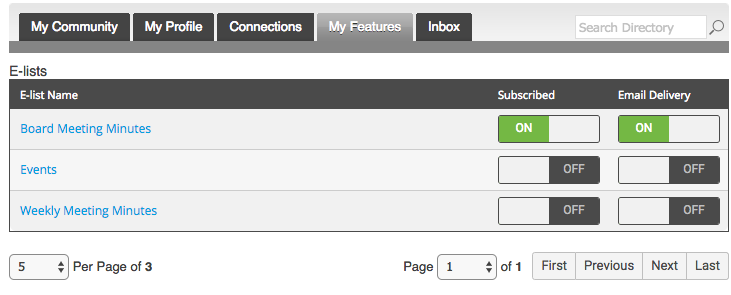 My Community My Profile Connections My Features Inbox Search Directory
E-lists
E-list Name Subscribed Email Delivery
Board Meeting Minutes ON ON
Events OFF OFF
Weekly Meeting Minutes OFF OFF
5 Per Page of 3 Page 1 of 1 First Previous Next Last